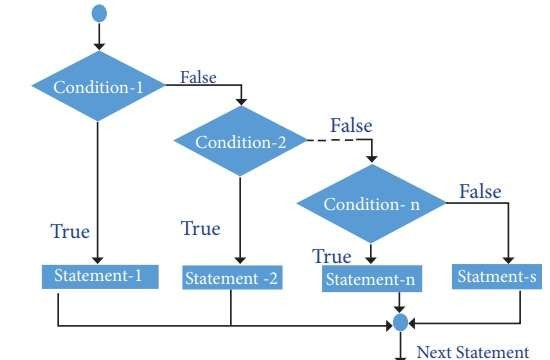 Condition-1
False
Condition-2
False
Condition- n
False
True
True
True
Statement-1
Statement -2
Statement-n
Statment-s
Next Statement